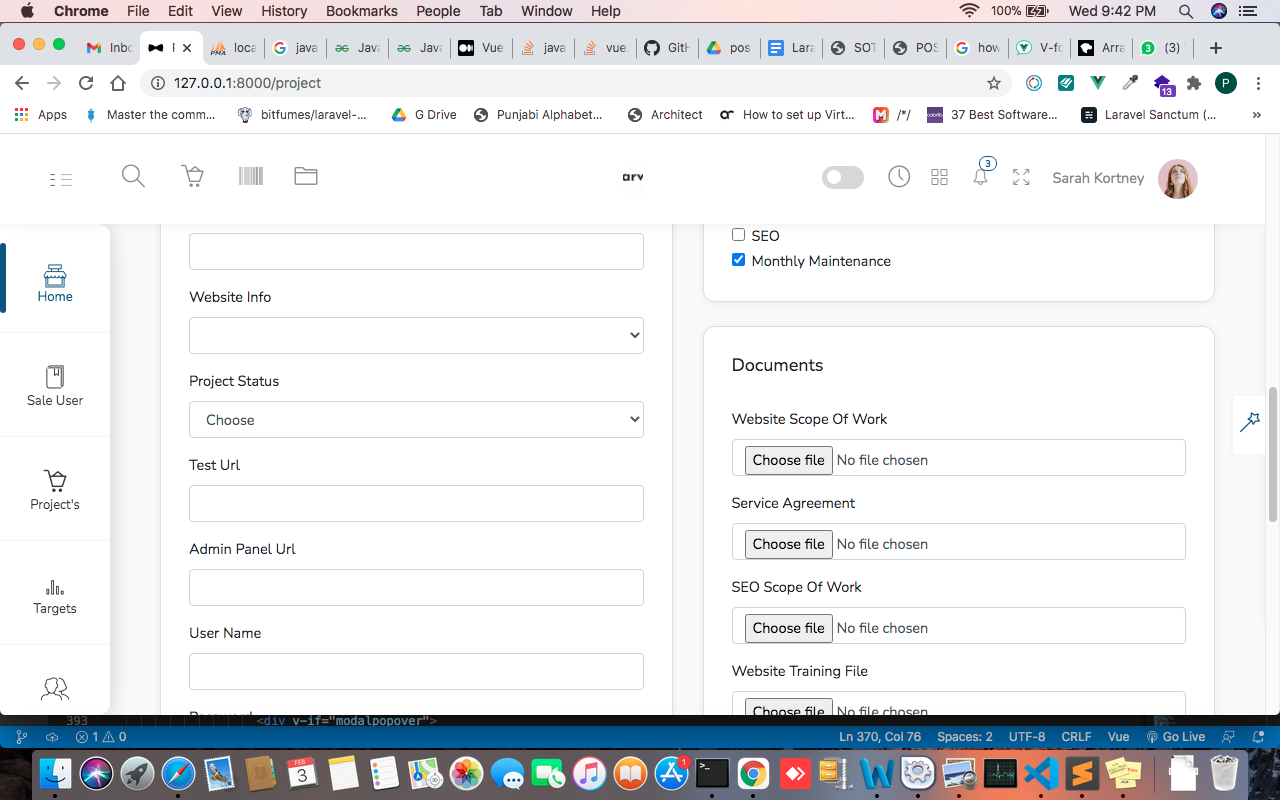 Chrome File Edit View History Bookmarks People Tab Window Help 100% Wed 9:42 PM
Inbo loca java Java Java Vue java vue. GitH pos Lara SOT POS how V-fo Arra 3 (3)
127.0.0.1:8000/project P 13
Apps Master the comm... bitfumes/laravel-... G Drive Punjabi Alphabet... Architect How to set up Virt... /*/ 37 Best Software... Laravel Sanctum (... »
arv 3 Sarah Kortney
Home
Sale User
Project's
Targets
Website Info
Project Status
Choose
Test Url
Admin Panel Url
User Name
SEO
Monthly Maintenance
Documents
Website Scope Of Work
Choose file No file chosen
Service Agreement
Choose file No file chosen
SEO Scope Of Work
Choose file No file chosen
Website Training File
Choose file No file chosen
393 <div v-if="modalpopover">
1 0 Ln 370, Col 76 Spaces: 2 UTF-8 CRLF Vue Go Live
FEB
3
1